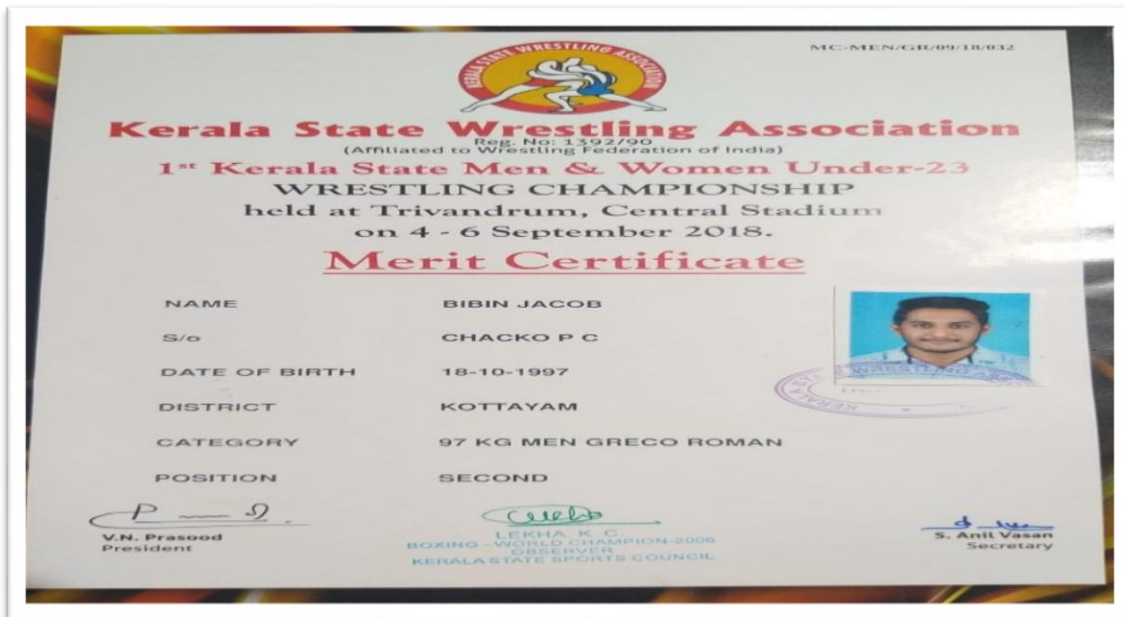 MC-MEN/GR/09/18/032
KERALA STATE WRESTLING ASSOCIATION
Kerala State Wrestling Association
Reg. No: 1392/90
(Affiliated to Wrestling Federation of India)
1st Kerala State Men & Women Under-23
WRESTLING CHAMPIONSHIP
held at Trivandrum, Central Stadium
on 4 - 6 September 2018.
Merit Certificate
NAME BIBIN JACOB
S/o CHACKO P C
DATE OF BIRTH 18-10-1997
DISTRICT KOTTAYAM
CATEGORY 97 KG MEN GRECO ROMAN
POSITION SECOND
KERALA STATE WRESTLING
KERALA
V.N. Prasood
President
LEKHA, K. C.
BOXING - WORLD CHAMPION-2006
OBSERVER
KERALA STATE SPORTS COUNCIL
S. Anil Vasan
Secretary